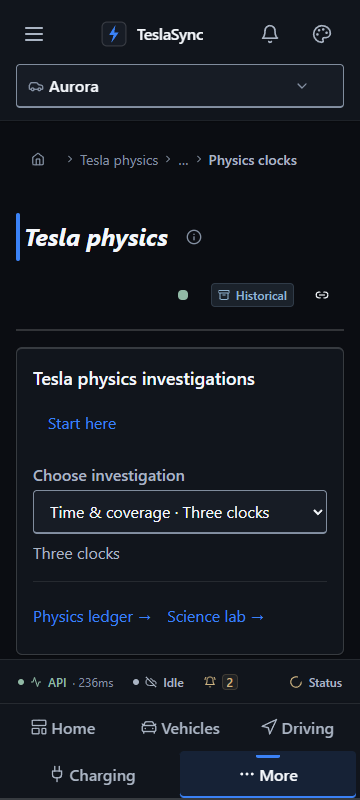 TeslaSync
Aurora
Tesla physics ... Physics clocks
Tesla physics
Historical
Tesla physics investigations
Start here
Choose investigation
Time & coverage · Three clocks
Three clocks
Physics ledger → Science lab →
API · 236ms Idle 2 Status
Home Vehicles Driving
Charging More